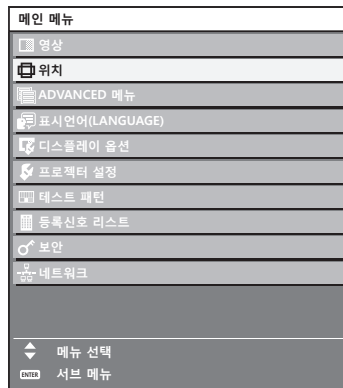 메인 메뉴
영상
위치
ADVANCED 메뉴
표시언어(LANGUAGE)
디스플레이 옵션
프로젝터 설정
테스트 패턴
등록신호 리스트
보안
네트워크
메뉴 선택
ENTER 서브 메뉴